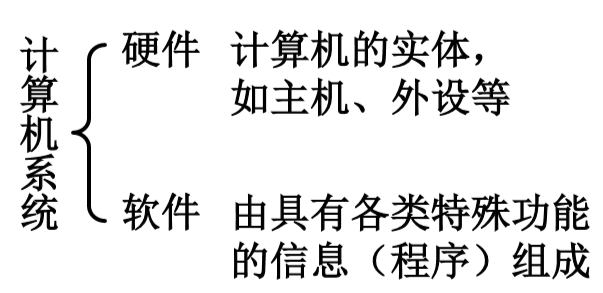 计算机系统
硬件 计算机的实体，
如主机、外设等
软件 由具有各类特殊功能
的信息（程序）组成